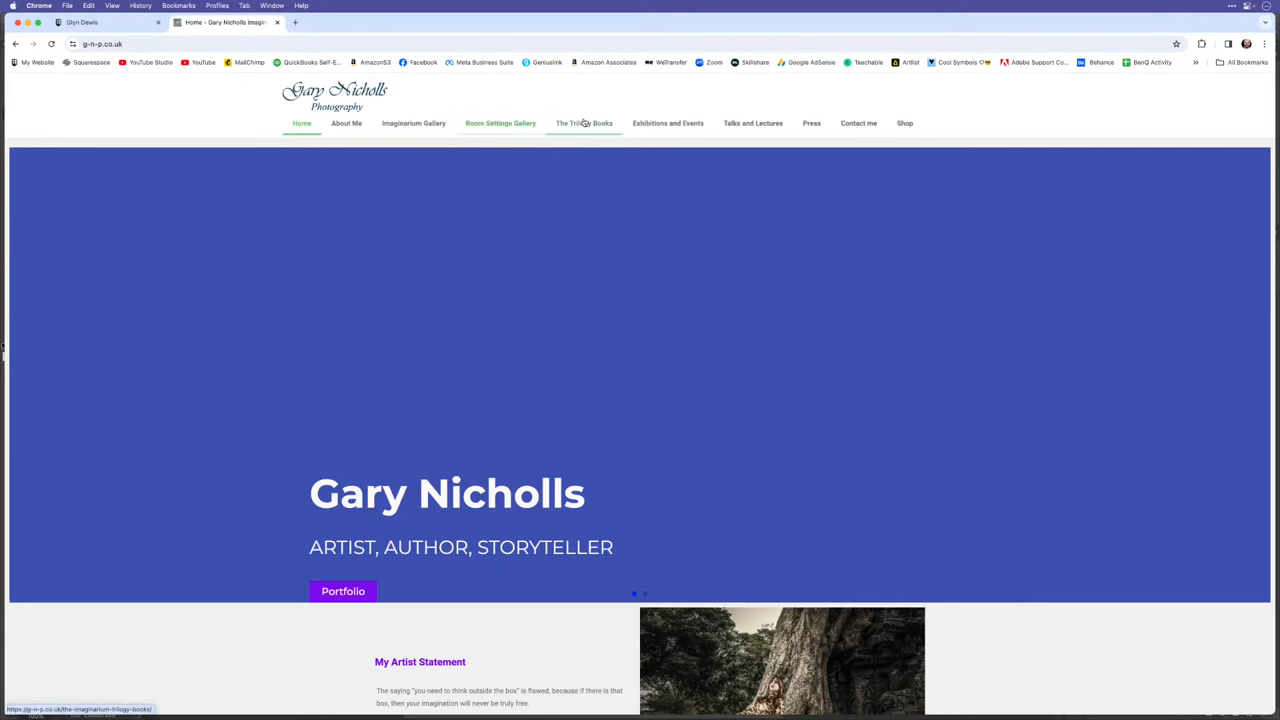 Chrome File Edit View History Bookmarks Profiles Tab Window Help
Glyn Dewis
Home - Gary Nicholls Imagin
g-n-p.co.uk
My Website Squarespace YouTube Studio YouTube MailChimp QuickBooks Self-E... AmazonS3 Facebook Meta Business Suite Geniuslink Amazon Associates WeTransfer Zoom Skillshare Google AdSense Teachable Artlist Cool Symbols Adobe Support Co... Behance BenQ Activity All Bookmarks
Gary Nicholls
Photography
Home About Me Imaginarium Gallery Room Settings Gallery The Trilogy Books Exhibitions and Events Talks and Lectures Press Contact me Shop
Gary Nicholls
ARTIST, AUTHOR, STORYTELLER
Portfolio
My Artist Statement
The saying "you need to think outside the box" is flawed, because if there is that
box, then your imagination will never be truly free.
https://g-n-p.co.uk/the-imaginarium-trilogy-books/